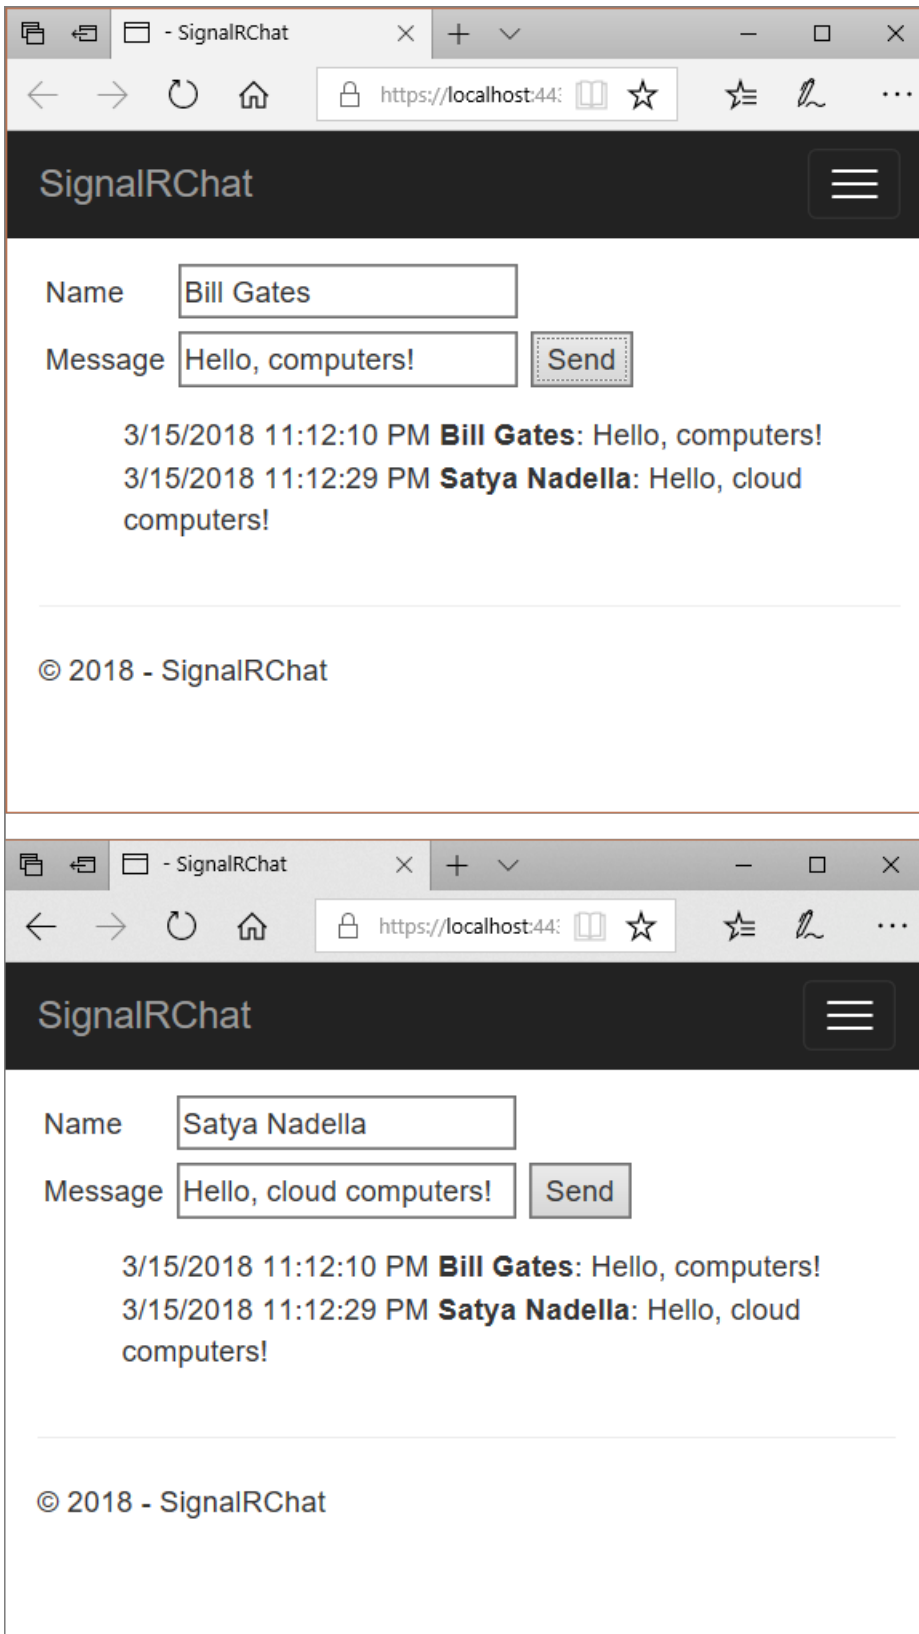 - SignalRChat
https://localhost:443
SignalRChat
Name Bill Gates
Message Hello, computers! Send
3/15/2018 11:12:10 PM Bill Gates: Hello, computers!
3/15/2018 11:12:29 PM Satya Nadella: Hello, cloud
computers!
© 2018 - SignalRChat
- SignalRChat
https://localhost:443
SignalRChat
Name Satya Nadella
Message Hello, cloud computers! Send
3/15/2018 11:12:10 PM Bill Gates: Hello, computers!
3/15/2018 11:12:29 PM Satya Nadella: Hello, cloud
computers!
© 2018 - SignalRChat